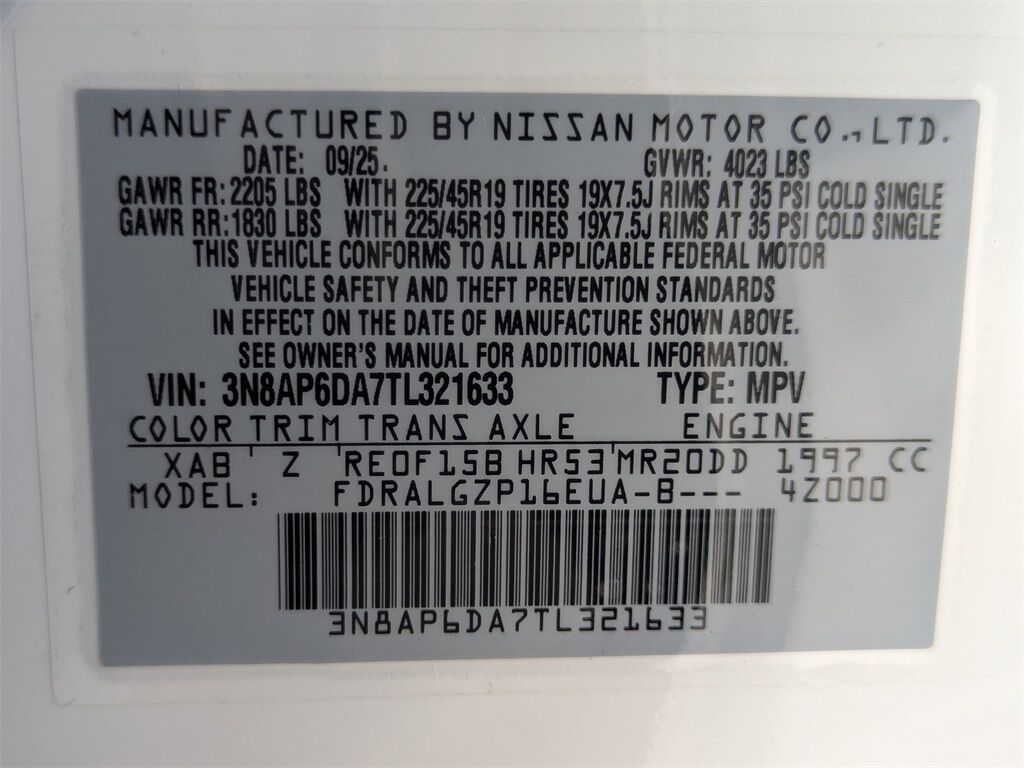 MANUFACTURED BY NISSAN MOTOR CO., LTD.
DATE: 09/25. GVWR: 4023 LBS
GAWR FR: 2205 LBS WITH 225/45R19 TIRES 19X7.5J RIMS AT 35 PSI COLD SINGLE
GAWR RR: 1830 LBS WITH 225/45R19 TIRES 19X7.5J RIMS AT 35 PSI COLD SINGLE
THIS VEHICLE CONFORMS TO ALL APPLICABLE FEDERAL MOTOR
VEHICLE SAFETY AND THEFT PREVENTION STANDARDS
IN EFFECT ON THE DATE OF MANUFACTURE SHOWN ABOVE.
SEE OWNER'S MANUAL FOR ADDITIONAL INFORMATION.
VIN: 3N8AP6DA7TL321633 TYPE: MPV
COLOR TRIM TRANS AXLE ENGINE
XAB Z RE0F15B HR53 MR20DD 1997 CC
MODEL: FDRALGZP16EUA-B--- 4Z000
3N8AP6DA7TL321633